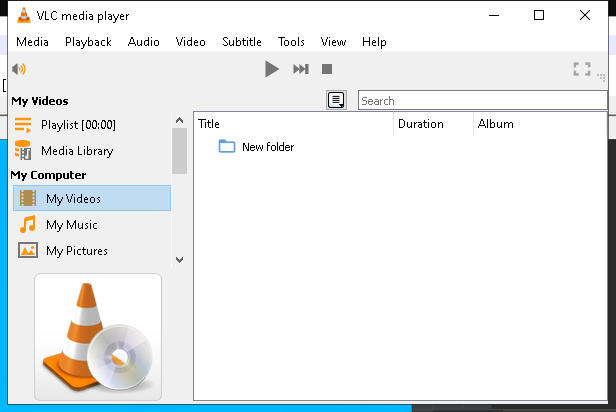 VLC media player
Media Playback Audio Video Subtitle Tools View Help
My Videos
Search
Playlist [00:00]
Media Library
My Computer
My Videos
My Music
My Pictures
Title Duration Album
New folder